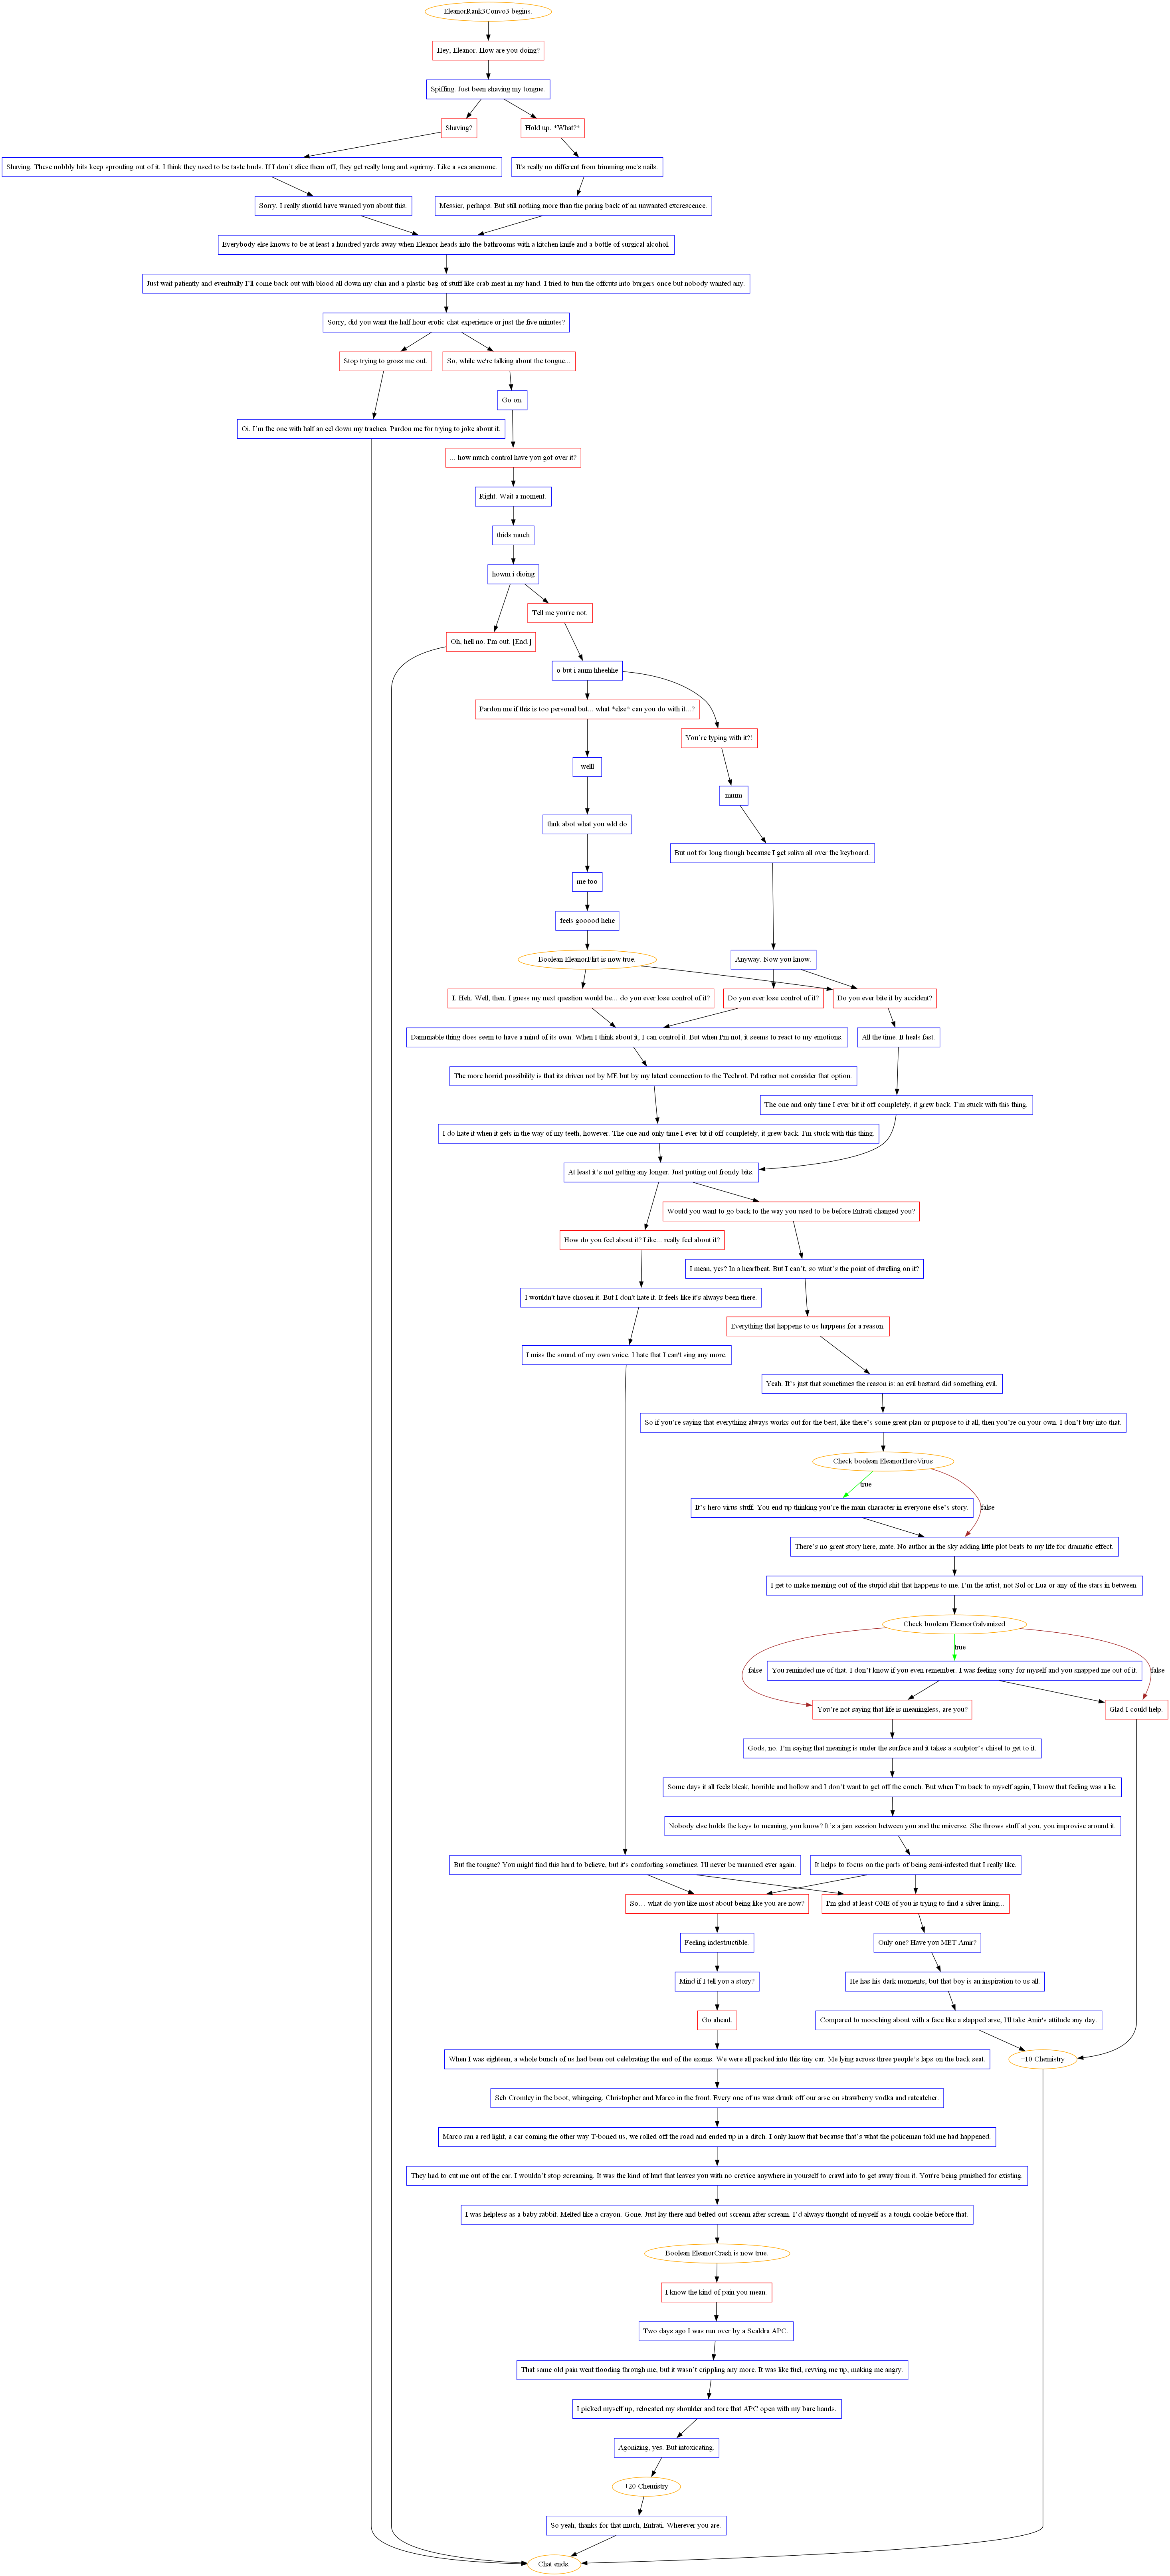 EleanorRank3Convo3 begins.
Hey, Eleanor. How are you doing?
Spiffing. Just been shaving my tongue.
Shaving?
Hold up. *What?*
Shaving. These nobbly bits keep sprouting out of it. I think they used to be taste buds. If I don't slice them off, they get really long and squirmy. Like a sea anemone.
It's really no different from trimming one's nails.
Sorry. I really should have warned you about this.
Messier, perhaps. But still nothing more than the paring back of an unwanted excrescence.
Everybody else knows to be at least a hundred yards away when Eleanor heads into the bathrooms with a kitchen knife and a bottle of surgical alcohol.
Just wait patiently and eventually I'll come back out with blood all down my chin and a plastic bag of stuff like crab meat in my hand. I tried to turn the offcuts into burgers once but nobody wanted any.
Sorry, did you want the half hour erotic chat experience or just the five minutes?
Stop trying to gross me out.
So, while we're talking about the tongue...
Go on.
Oi. I'm the one with half an eel down my trachea. Pardon me for trying to joke about it.
... how much control have you got over it?
Right. Wait a moment.
thids much
howm i dioing
Tell me you're not.
Oh, hell no. I'm out. [End.]
o but i amm hheehhe
Pardon me if this is too personal but... what *else* can you do with it...?
You're typing with it?!
welll
mmm
thnk abot what you wld do
But not for long though because I get saliva all over the keyboard.
me too
feels gooood hehe
Boolean EleanorFlirt is now true.
Anyway. Now you know.
I. Heh. Well, then. I guess my next question would be... do you ever lose control of it?
Do you ever lose control of it?
Do you ever bite it by accident?
Damnnable thing does seem to have a mind of its own. When I think about it, I can control it. But when I'm not, it seems to react to my emotions.
All the time. It heals fast.
The more horrid possibility is that its driven not by ME but by my latent connection to the Techrot. I'd rather not consider that option.
The one and only time I ever bit it off completely, it grew back. I'm stuck with this thing.
I do hate it when it gets in the way of my teeth, however. The one and only time I ever bit it off completely, it grew back. I'm stuck with this thing.
At least it's not getting any longer. Just putting out frondy bits.
Would you want to go back to the way you used to be before Entrati changed you?
How do you feel about it? Like... really feel about it?
I mean, yes? In a heartbeat. But I can't, so what's the point of dwelling on it?
I wouldn't have chosen it. But I don't hate it. It feels like it's always been there.
Everything that happens to us happens for a reason.
I miss the sound of my own voice. I hate that I can't sing any more.
Yeah. It's just that sometimes the reason is: an evil bastard did something evil.
So if you're saying that everything always works out for the best, like there's some great plan or purpose to it all, then you're on your own. I don't buy into that.
Check boolean EleanorHeroVirus
true
It's hero virus stuff. You end up thinking you're the main character in everyone else's story.
false
There's no great story here, mate. No author in the sky adding little plot beats to my life for dramatic effect.
I get to make meaning out of the stupid shit that happens to me. I'm the artist, not Sol or Lua or any of the stars in between.
Check boolean EleanorGalvanized
true
false
You reminded me of that. I don't know if you even remember. I was feeling sorry for myself and you snapped me out of it.
false
You're not saying that life is meaningless, are you?
Glad I could help.
Gods, no. I'm saying that meaning is under the surface and it takes a sculptor's chisel to get to it.
Some days it all feels bleak, horrible and hollow and I don't want to get off the couch. But when I'm back to myself again, I know that feeling was a lie.
Nobody else holds the keys to meaning, you know? It's a jam session between you and the universe. She throws stuff at you, you improvise around it.
But the tongue? You might find this hard to believe, but it's comforting sometimes. I'll never be unarmed ever again.
It helps to focus on the parts of being semi-infested that I really like.
So... what do you like most about being like you are now?
I'm glad at least ONE of you is trying to find a silver lining...
Feeling indestructible.
Only one? Have you MET Amir?
Mind if I tell you a story?
He has his dark moments, but that boy is an inspiration to us all.
Go ahead.
Compared to mooching about with a face like a slapped arse, I'll take Amir's attitude any day.
When I was eighteen, a whole bunch of us had been out celebrating the end of the exams. We were all packed into this tiny car. Me lying across three people's laps on the back seat.
+10 Chemistry
Seb Cromley in the boot, whingeing. Christopher and Marco in the front. Every one of us was drunk off our arse on strawberry vodka and ratcatcher.
Marco ran a red light, a car coming the other way T-boned us, we rolled off the road and ended up in a ditch. I only know that because that's what the policeman told me had happened.
They had to cut me out of the car. I wouldn't stop screaming. It was the kind of hurt that leaves you with no crevice anywhere in yourself to crawl into to get away from it. You're being punished for existing.
I was helpless as a baby rabbit. Melted like a crayon. Gone. Just lay there and belted out scream after scream. I'd always thought of myself as a tough cookie before that.
Boolean EleanorCrash is now true.
I know the kind of pain you mean.
Two days ago I was run over by a Scaldra APC.
That same old pain went flooding through me, but it wasn't crippling any more. It was like fuel, revving me up, making me angry.
I picked myself up, relocated my shoulder and tore that APC open with my bare hands.
Agonizing, yes. But intoxicating.
+20 Chemistry
So yeah, thanks for that much, Entrati. Wherever you are.
Chat ends.